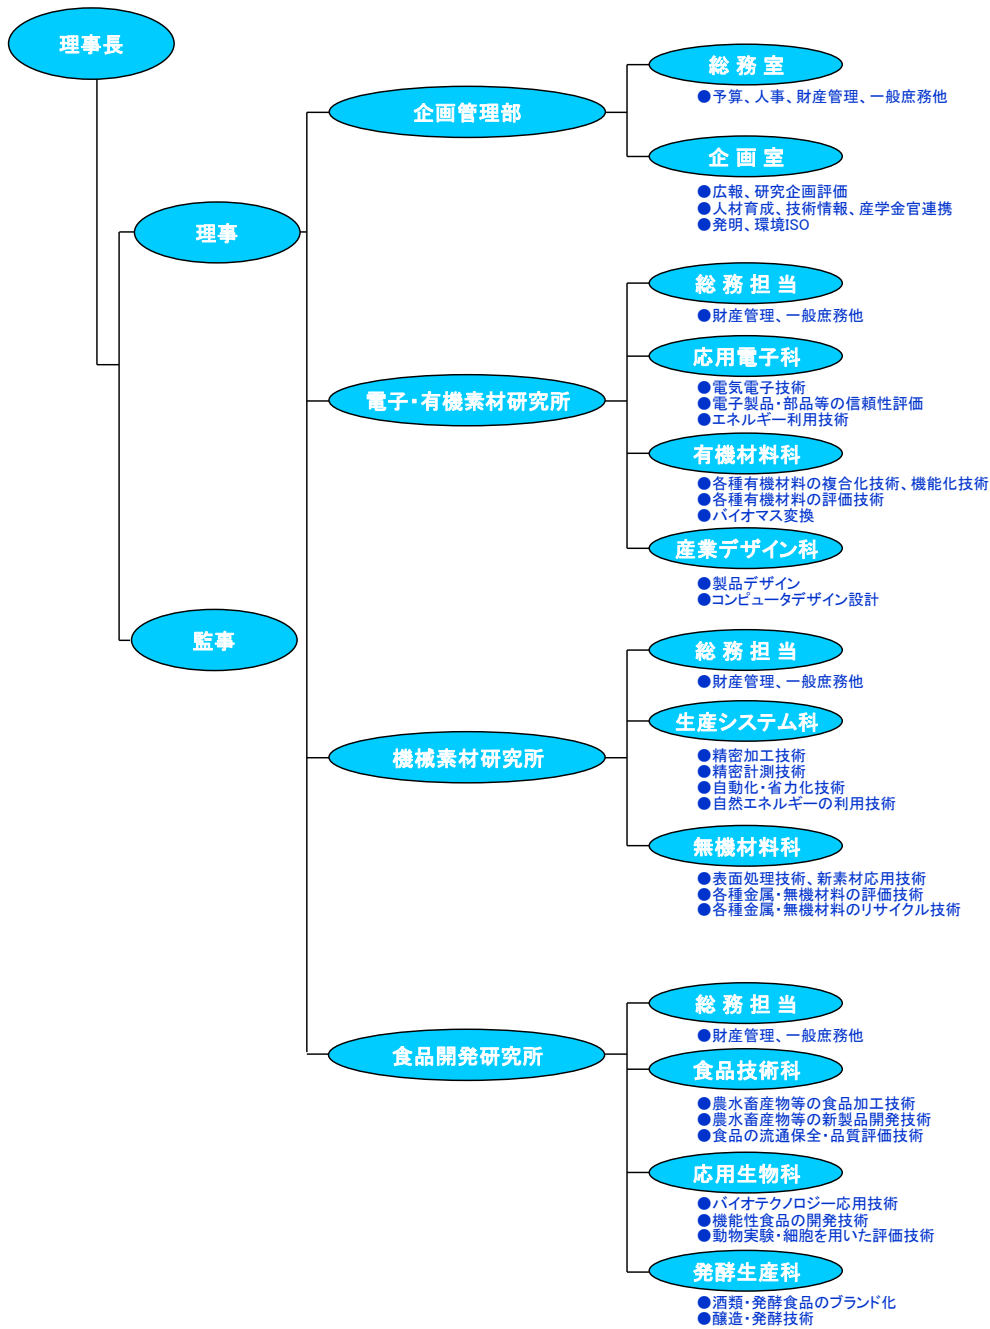 理事長
理事
監事
企画管理部
総 務 室
●予算、人事、財産管理、一般庶務他
企 画 室
●広報、研究企画評価
●人材育成、技術情報、産学金官連携
●発明、環境ISO
電子・有機素材研究所
総 務 担 当
●財産管理、一般庶務他
応用電子科
●電気電子技術
●電子製品・部品等の信頼性評価
●エネルギー利用技術
有機材料科
●各種有機材料の複合化技術、機能化技術
●各種有機材料の評価技術
●バイオマス変換
産業デザイン科
●製品デザイン
●コンピュータデザイン設計
機械素材研究所
総 務 担 当
●財産管理、一般庶務他
生産システム科
●精密加工技術
●精密計測技術
●自動化・省力化技術
●自然エネルギーの利用技術
無機材料科
●表面処理技術、新素材応用技術
●各種金属・無機材料の評価技術
●各種金属・無機材料のリサイクル技術
食品開発研究所
総 務 担 当
●財産管理、一般庶務他
食品技術科
●農水畜産物等の食品加工技術
●農水畜産物等の新製品開発技術
●食品の流通保全・品質評価技術
応用生物科
●バイオテクノロジー応用技術
●機能性食品の開発技術
●動物実験・細胞を用いた評価技術
発酵生産科
●酒類・発酵食品のブランド化
●醸造・発酵技術